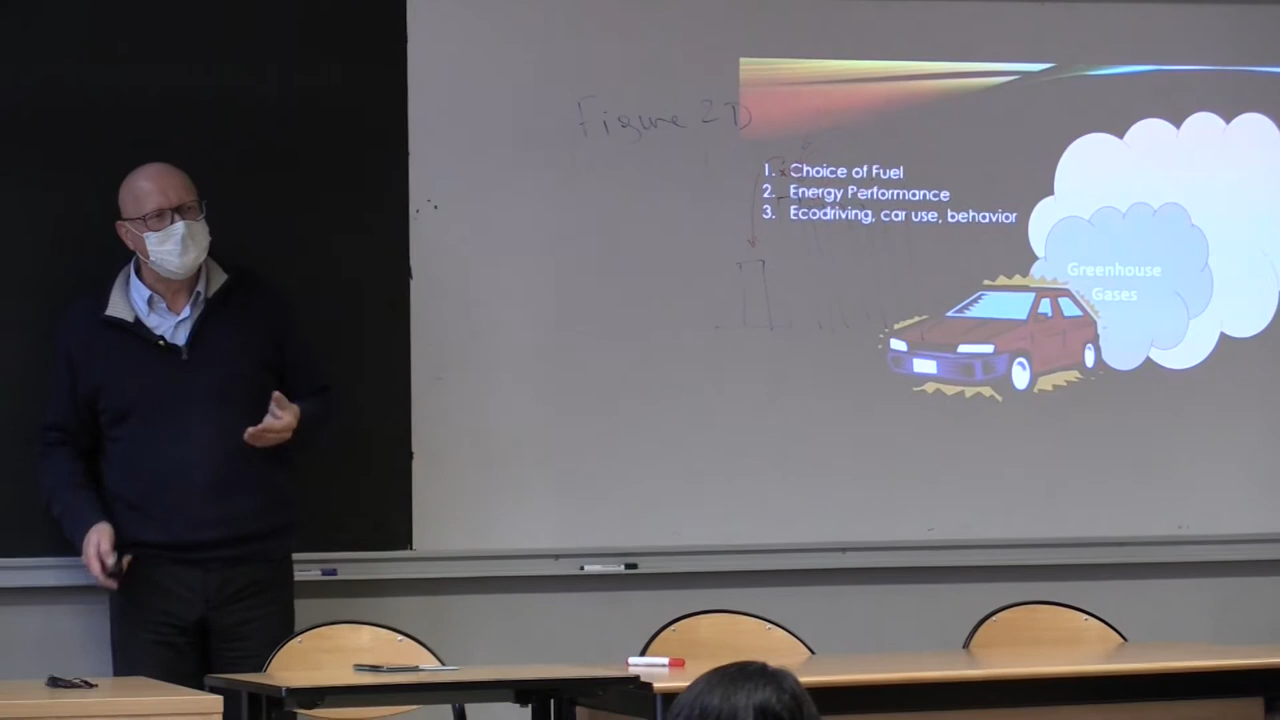 Figure 2D
1. Choice of Fuel
2. Energy Performance
3. Ecodriving, car use, behavior
Greenhouse
Gases